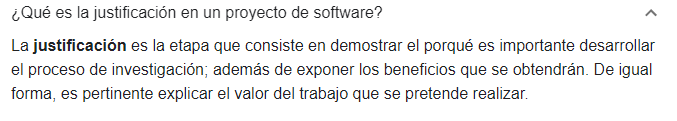 ¿Qué es la justificación en un proyecto de software?
La justificación es la etapa que consiste en demostrar el porqué es importante desarrollar
el proceso de investigación; además de exponer los beneficios que se obtendrán. De igual
forma, es pertinente explicar el valor del trabajo que se pretende realizar.